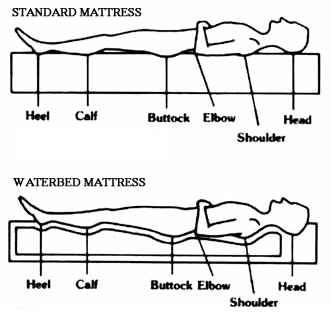 STANDARD MATTRESS
Heel Calf Buttock Elbow Head
Shoulder
WATERBED MATTRESS
Heel Calf Buttock Elbow Head
Shoulder